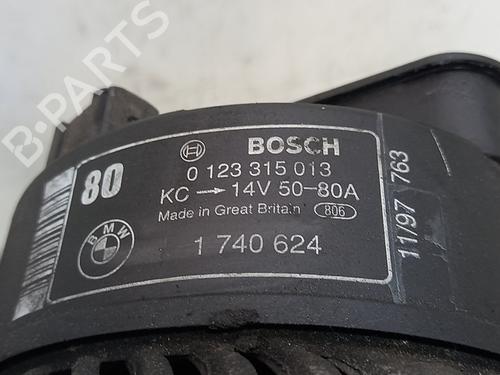 B-PARTS
BOSCH
80
0 123 315 013
KC → 14V 50-80A
Made in Great Britain 806
BMW
1 740 624
11/97 763